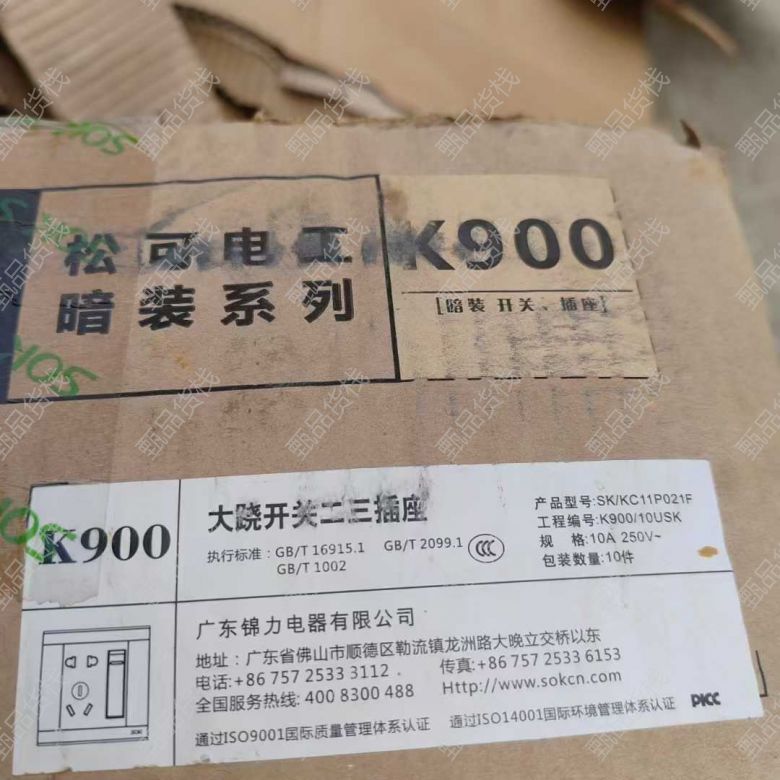 松可电工
暗装系列
K900
[暗装 开关、插座]
K900
大跷开关二三插座
执行标准：GB/T 16915.1 GB/T 2099.1
GB/T 1002
产品型号:SK/KC11P021F
工程编号:K900/10USK
规 格:10A 250V~
包装数量:10件
广东锦力电器有限公司
地址：广东省佛山市顺德区勒流镇龙洲路大晚立交桥以东
电话:+86 757 2533 3112 传真:+86 757 2533 6153
全国服务热线: 400 8300 488 Http://www.sokcn.com
通过ISO9001国际质量管理体系认证 通过ISO14001国际环境管理体系认证 PICC
甄品货栈